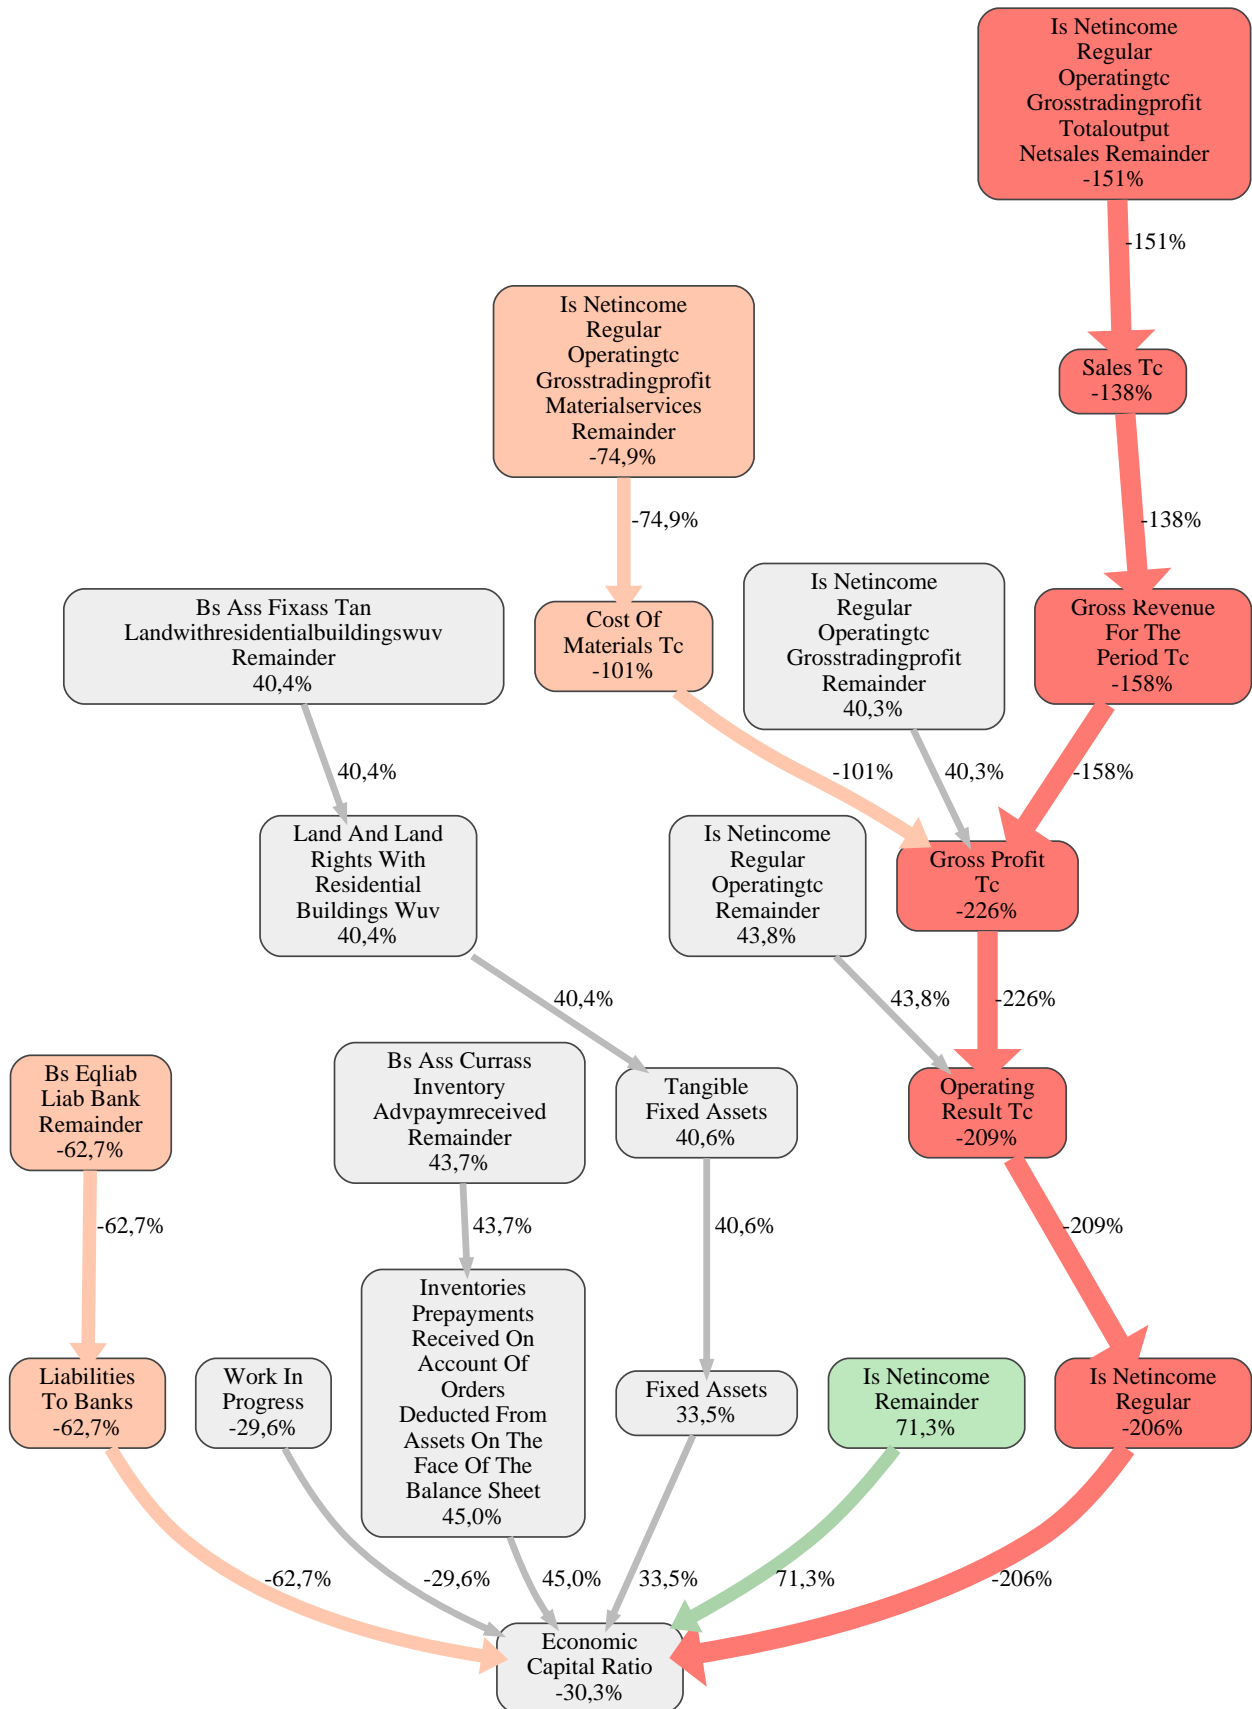 Is Netincome
Regular
Operatingtc
Grosstradingprofit
Totaloutput
Netsales Remainder
-151%
-151%
Is Netincome
Regular
Operatingtc
Grosstradingprofit
Materialservices
Remainder
-74,9%
Sales Tc
-138%
-74,9%
-138%
Bs Ass Fixass Tan
Landwithresidentialbuildingswuv
Remainder
40,4%
Cost Of
Materials Tc
-101%
Is Netincome
Regular
Operatingtc
Grosstradingprofit
Remainder
40,3%
Gross Revenue
For The
Period Tc
-158%
40,4%
-101%
40,3%
-158%
Land And Land
Rights With
Residential
Buildings Wuv
40,4%
Is Netincome
Regular
Operatingtc
Remainder
43,8%
Gross Profit
Tc
-226%
40,4%
43,8%
-226%
Bs Eqliab
Liab Bank
Remainder
-62,7%
Bs Ass Currass
Inventory
Advpaymreceived
Remainder
43,7%
Tangible
Fixed Assets
40,6%
Operating
Result Tc
-209%
-62,7%
43,7%
40,6%
-209%
Liabilities
To Banks
-62,7%
Work In
Progress
-29,6%
Inventories
Prepayments
Received On
Account Of
Orders
Deducted From
Assets On The
Face Of The
Balance Sheet
45,0%
Fixed Assets
33,5%
Is Netincome
Remainder
71,3%
Is Netincome
Regular
-206%
-62,7%
-29,6%
45,0%
33,5%
71,3%
-206%
Economic
Capital Ratio
-30,3%